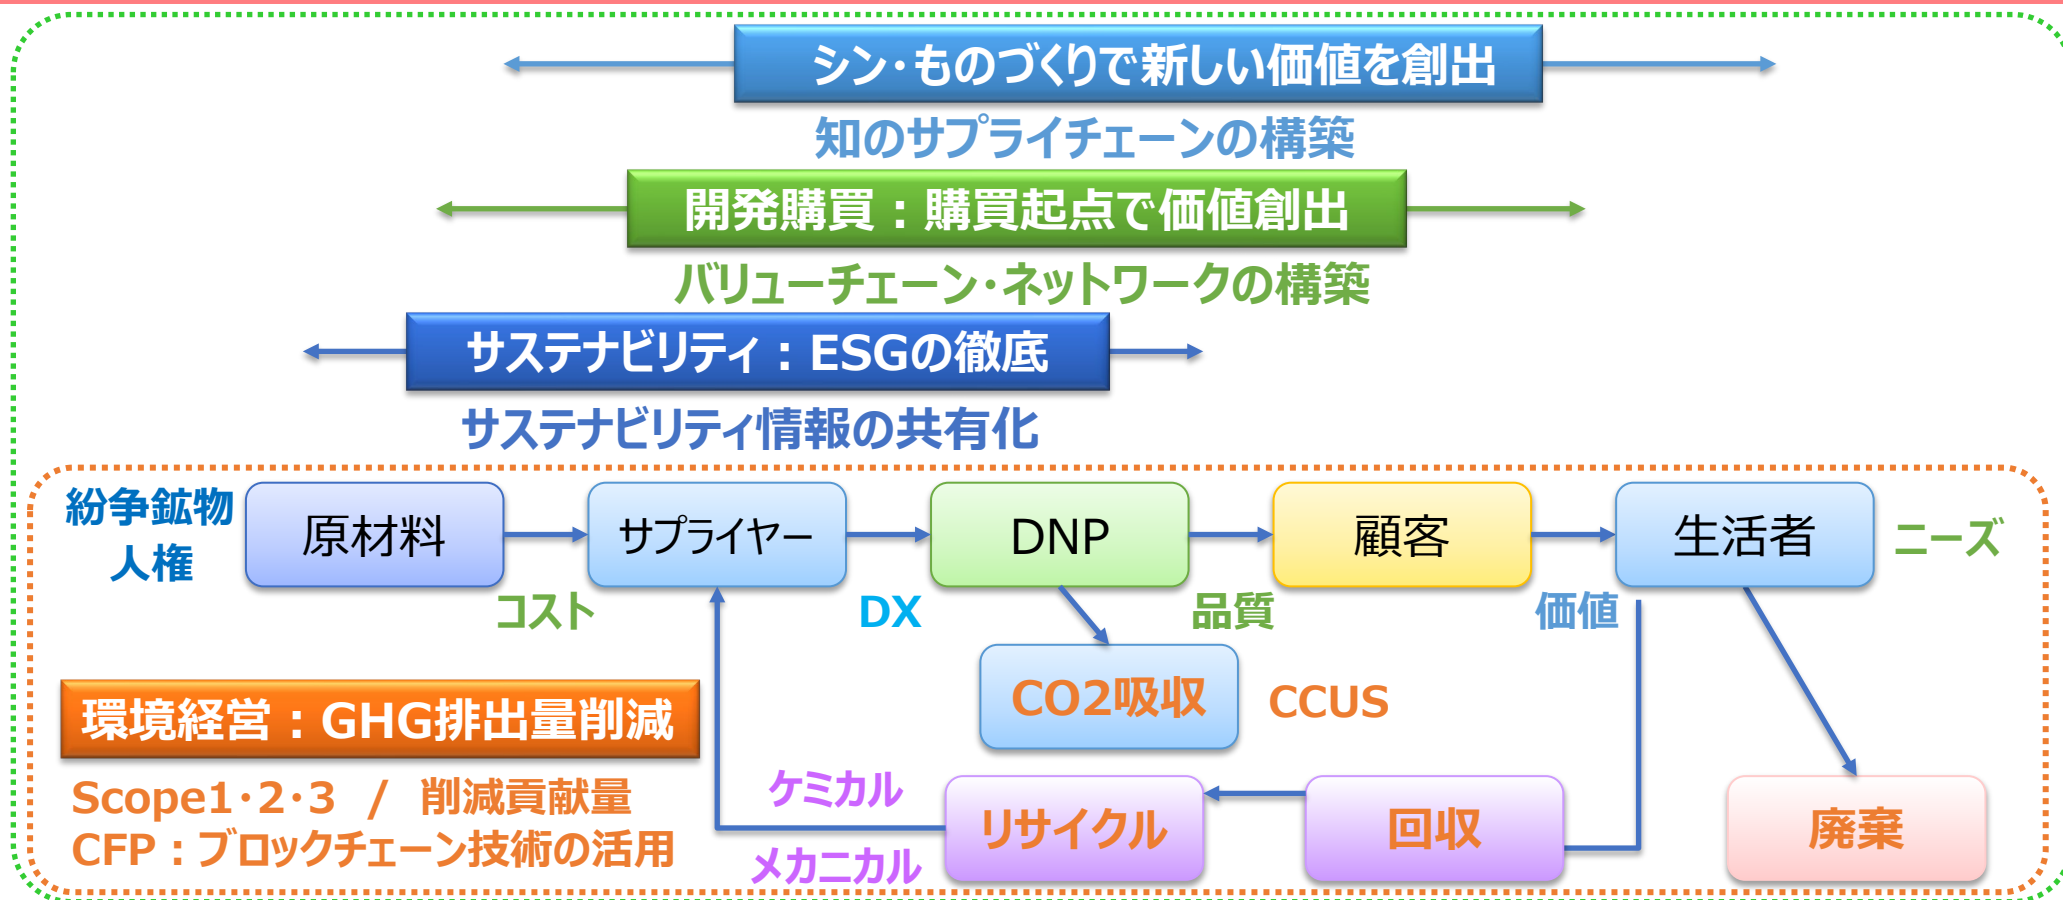 シン・ものづくりで新しい価値を創出
知のサプライチェーンの構築
開発購買：購買起点で価値創出
バリューチェーン・ネットワークの構築
サステナビリティ：ESGの徹底
サステナビリティ情報の共有化
紛争鉱物
人権
原材料
サプライヤー
DNP
顧客
生活者
ニーズ
コスト
DX
品質
価値
CO2吸収
CCUS
環境経営：GHG排出量削減
Scope1・2・3 / 削減貢献量
CFP：ブロックチェーン技術の活用
ケミカル
メカニカル
リサイクル
回収
廃棄